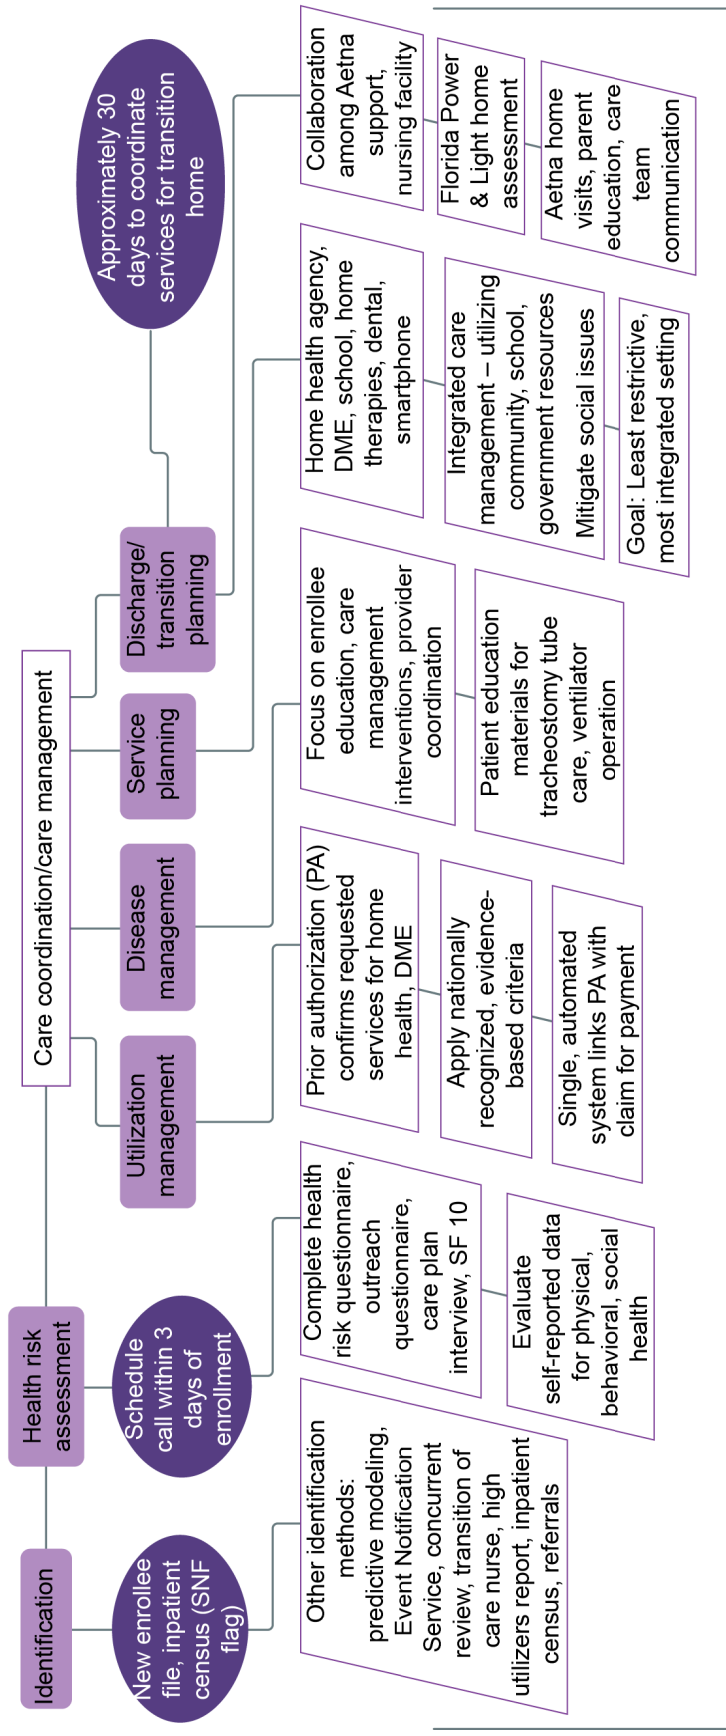 Identification
Health risk
assessment
Care coordination/care management
New enrollee
file, inpatient
census (SNF
flag)
Schedule
call within 3
days of
enrollment
Utilization
management
Disease
management
Service
planning
Discharge/
transition
planning
Approximately 30
days to coordinate
services for transition
home
Other identification
methods:
predictive modeling,
Event Notification
Service, concurrent
review, transition of
care nurse, high
utilizers report, inpatient
census, referrals
Complete health
risk questionnaire,
outreach
questionnaire,
care plan
interview, SF 10
Evaluate
self-reported data
for physical,
behavioral, social
health
Prior authorization (PA)
confirms requested
services for home
health, DME
Apply nationally
recognized, evidence-
based criteria
Single, automated
system links PA with
claim for payment
Focus on enrollee
education, care
management
interventions, provider
coordination
Patient education
materials for
tracheostomy tube
care, ventilator
operation
Home health agency,
DME, school, home
therapies, dental,
smartphone
Integrated care
management – utilizing
community, school,
government resources
Mitigate social issues
Goal: Least restrictive,
most integrated setting
Collaboration
among Aetna
support,
nursing facility
Florida Power
& Light home
assessment
Aetna home
visits, parent
education, care
team
communication